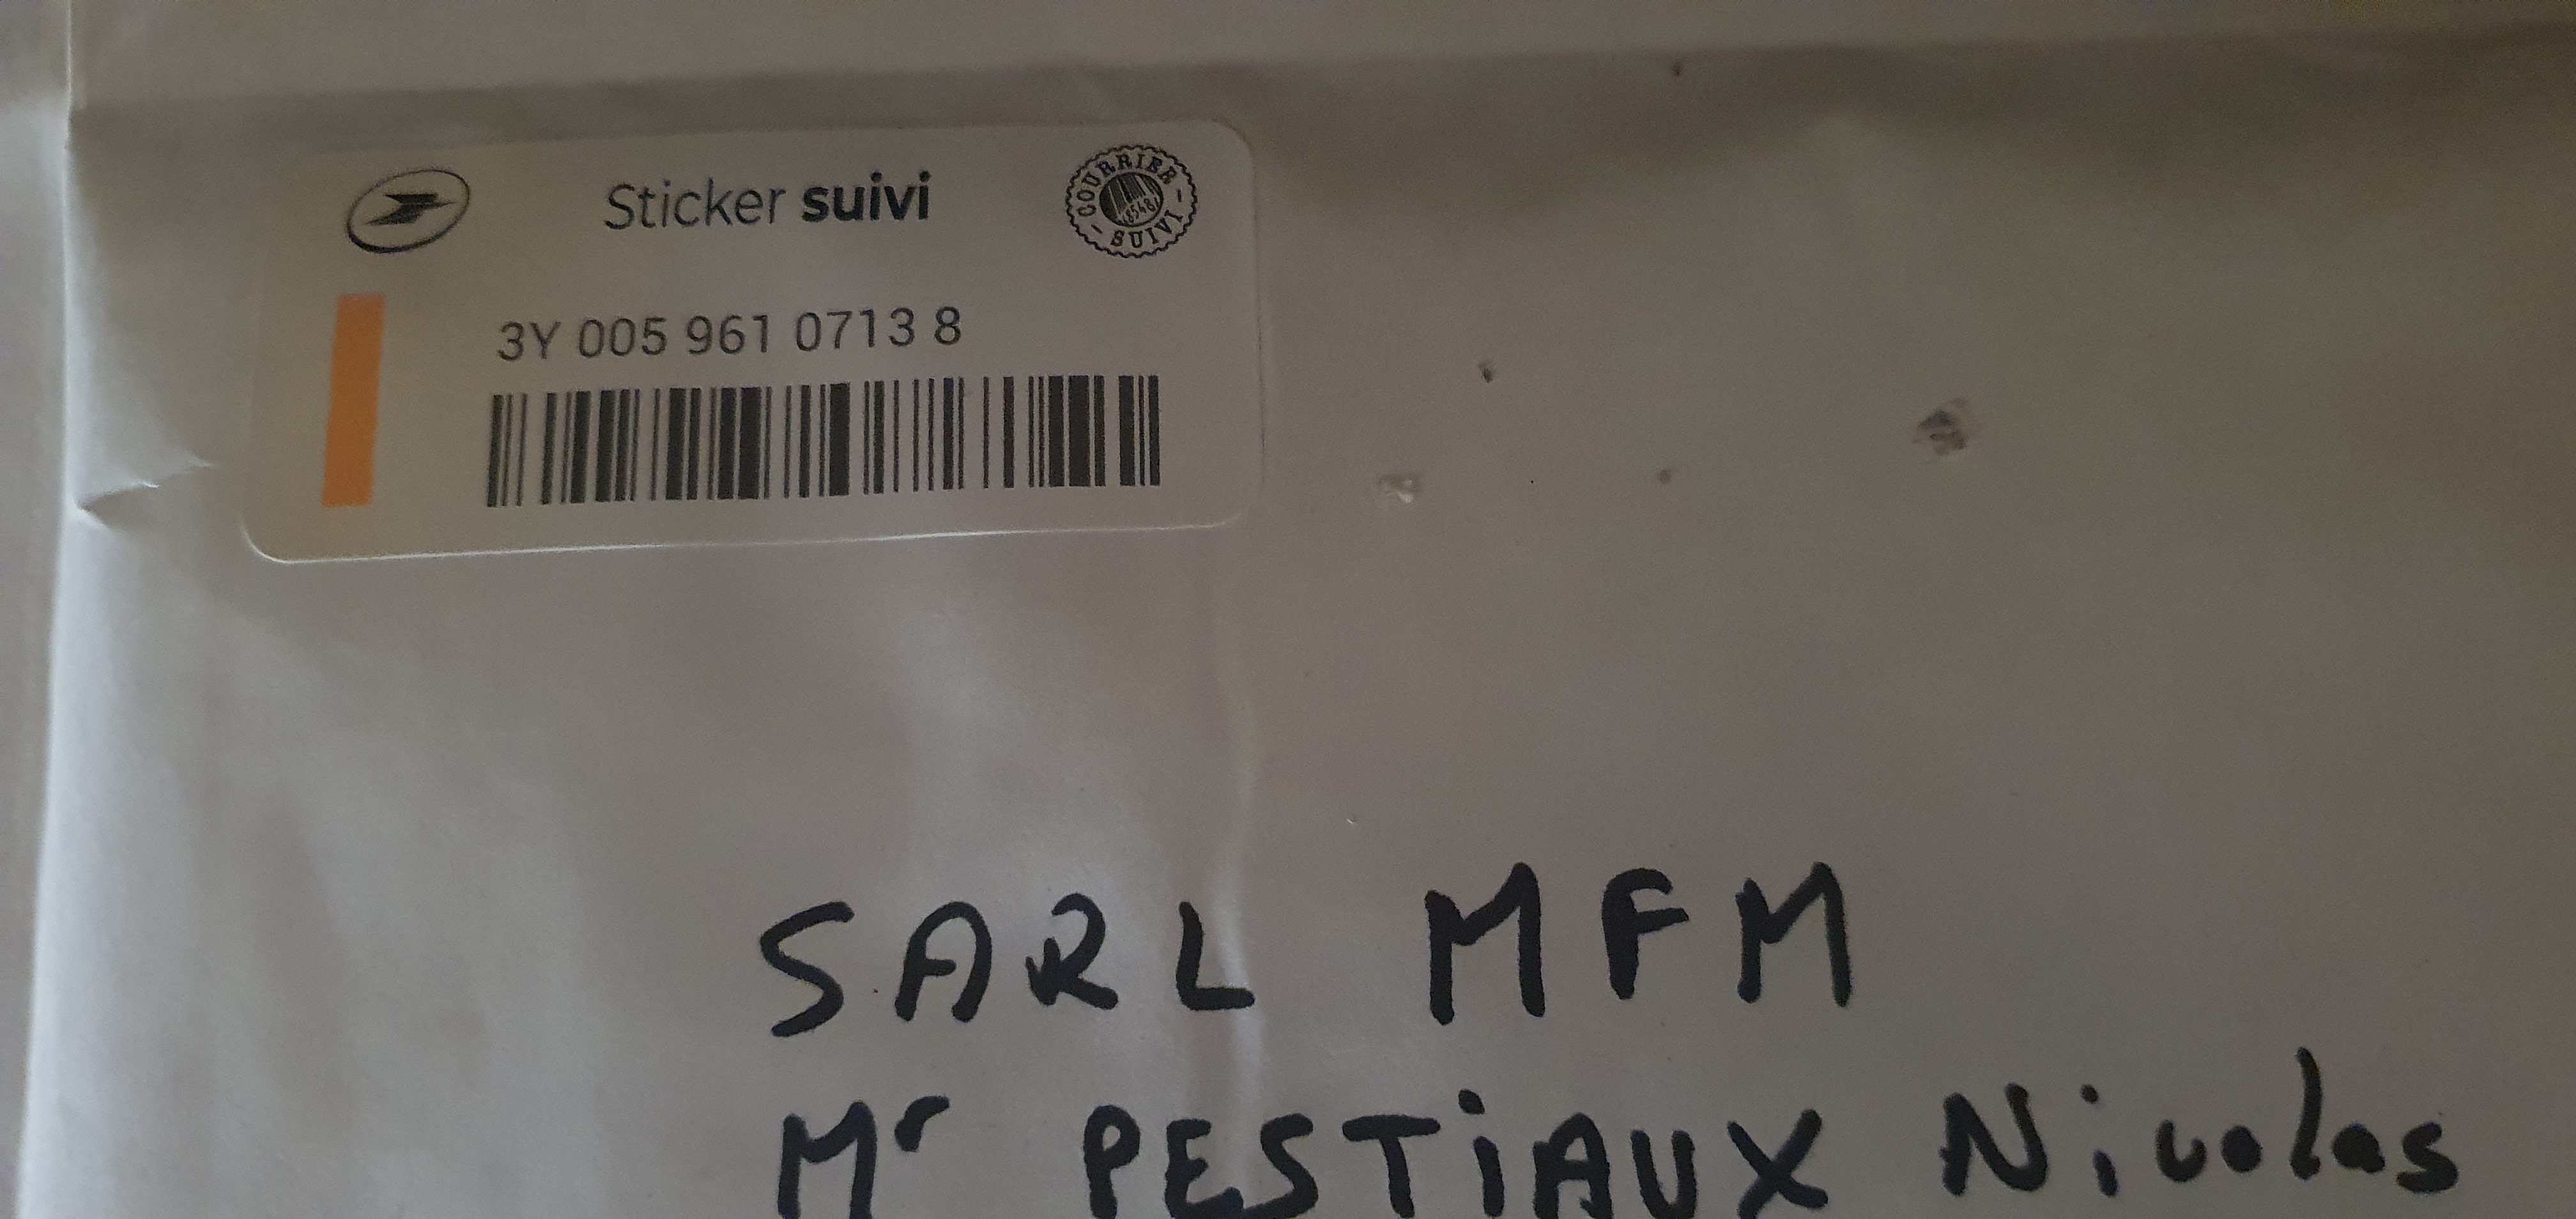 Sticker suivi
COURRIER
- SUIVI -
3Y 005 961 0713 8
SARL MFM
Mr PESTIAUX Nicolas